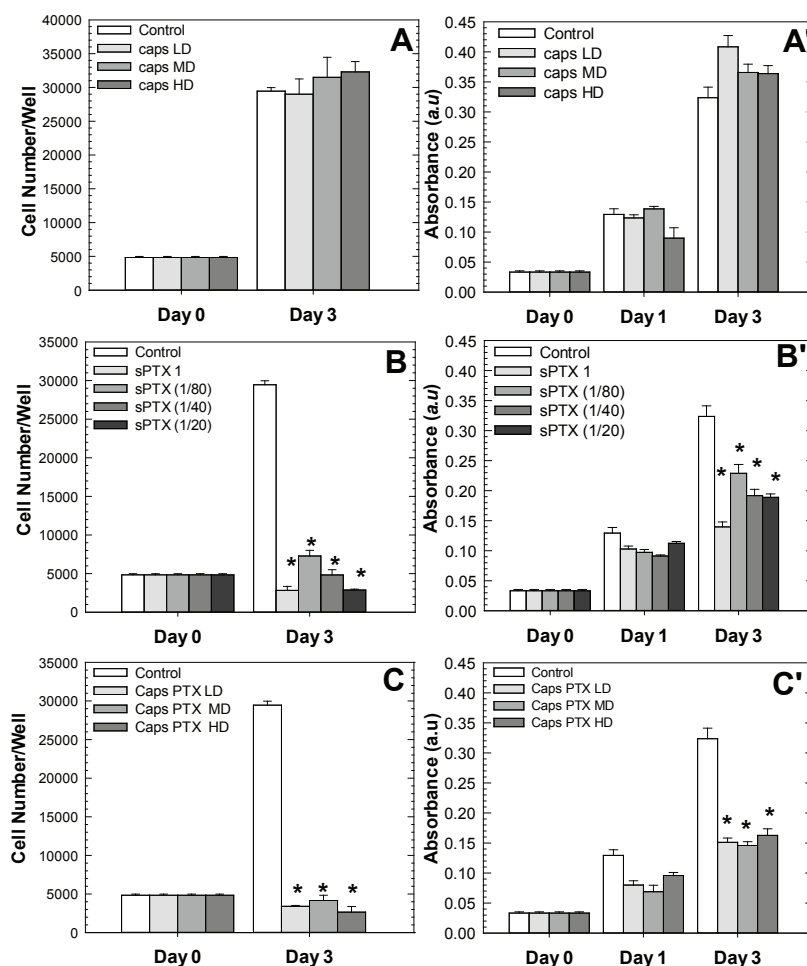 A
Control
caps LD
caps MD
caps HD
40000
35000
30000
25000
20000
15000
10000
5000
0
Cell Number/Well
Day 0
Day 3
A'
Control
caps LD
caps MD
caps HD
0.45
0.40
0.35
0.30
0.25
0.20
0.15
0.10
0.05
0.00
Absorbance (a.u)
Day 0
Day 1
Day 3
B
Control
sPTX 1
sPTX (1/80)
sPTX (1/40)
sPTX (1/20)
35000
30000
25000
20000
15000
10000
5000
0
Cell Number/Well
* * * *
Day 0
Day 3
B'
Control
sPTX 1
sPTX (1/80)
sPTX (1/40)
sPTX (1/20)
0.45
0.40
0.35
0.30
0.25
0.20
0.15
0.10
0.05
0.00
Absorbance (a.u)
* * * *
Day 0
Day 1
Day 3
C
Control
Caps PTX LD
Caps PTX MD
Caps PTX HD
35000
30000
25000
20000
15000
10000
5000
0
Cell Number/Well
* * *
Day 0
Day 3
C'
Control
Caps PTX LD
Caps PTX MD
Caps PTX HD
0.45
0.40
0.35
0.30
0.25
0.20
0.15
0.10
0.05
0.00
Absorbance (a.u)
* * *
Day 0
Day 1
Day 3